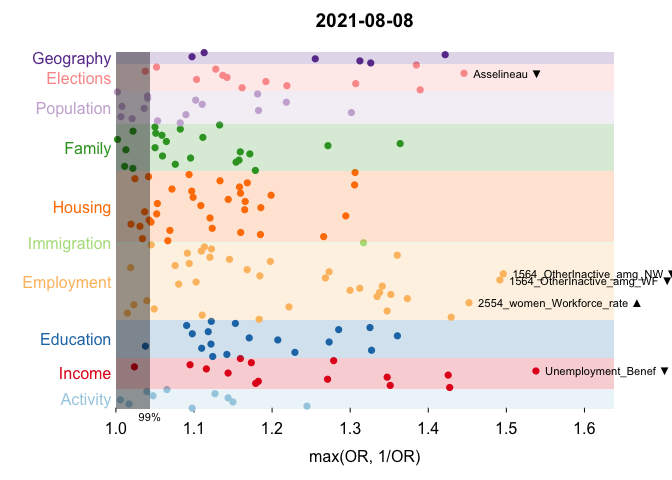 2021-08-08
Geography
Elections
Asselineau ▼
Population
Family
Housing
Immigration
Employment
1564_OtherInactive_amg_NW ▼
1564_OtherInactive_amg_WF ▼
2554_women_Workforce_rate ▲
Education
Income
Unemployment_Benef ▼
Activity
99%
1.0 1.1 1.2 1.3 1.4 1.5 1.6
max(OR, 1/OR)